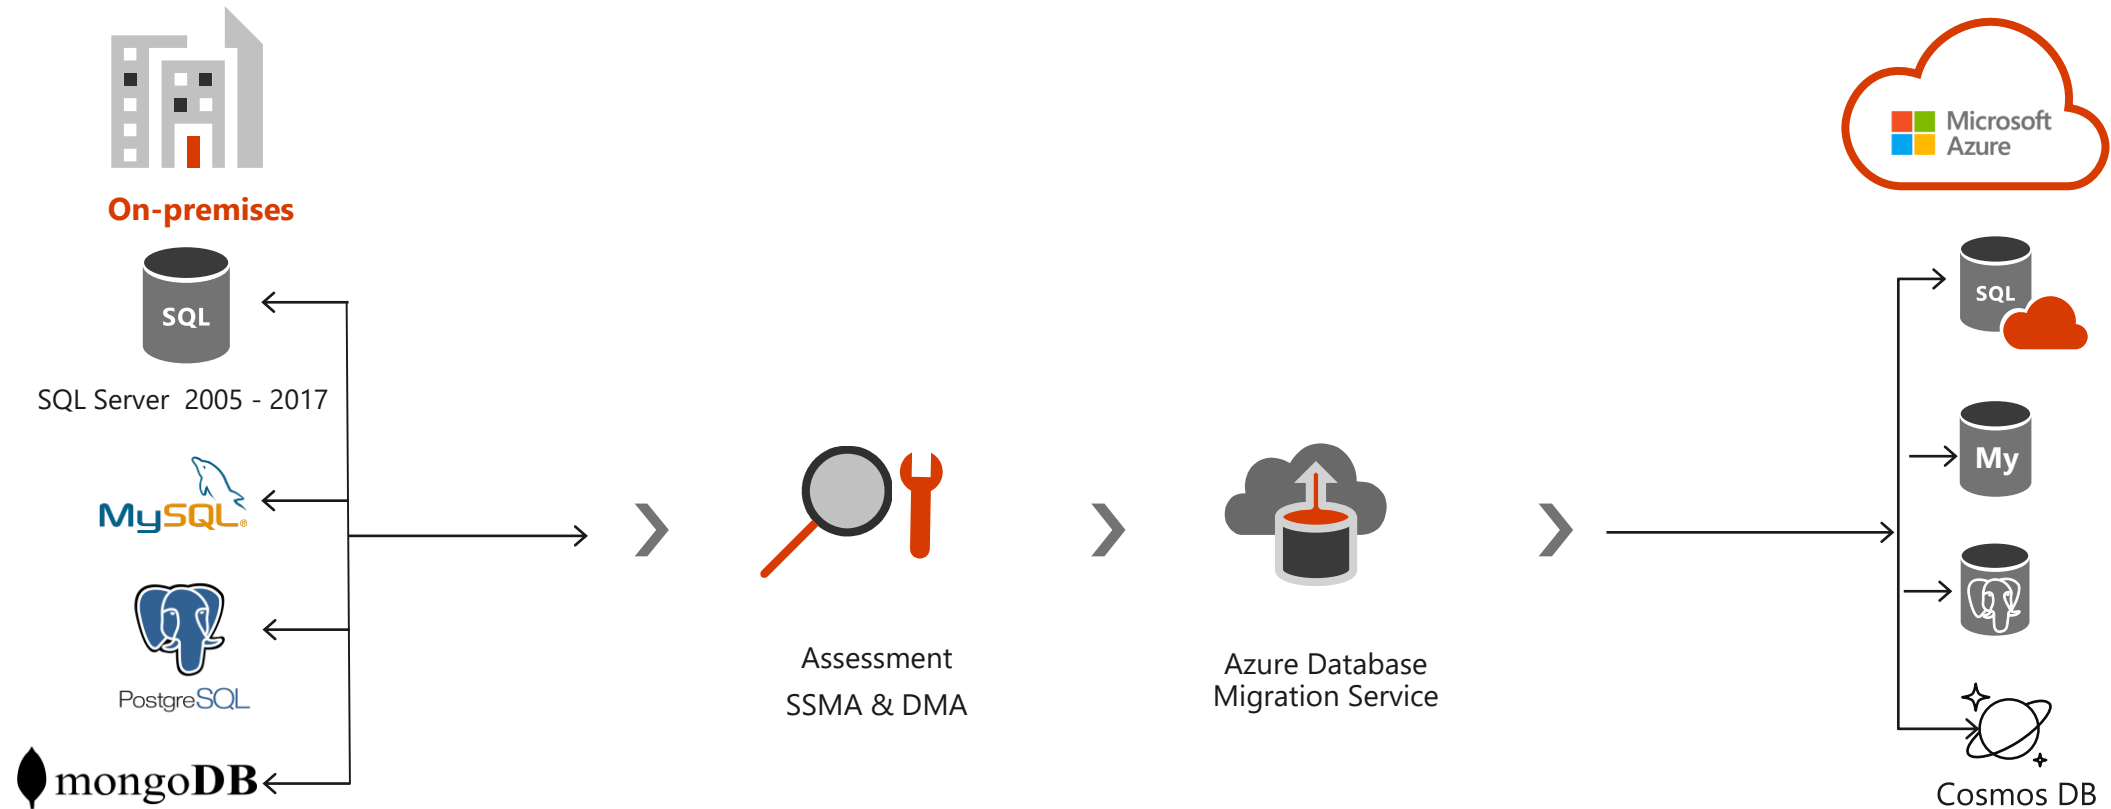 On-premises
SQL
SQL Server 2005 - 2017
MySQL®
PostgreSQL
mongoDB
Assessment
SSMA & DMA
Azure Database
Migration Service
Microsoft
Azure
SQL
My
Cosmos DB